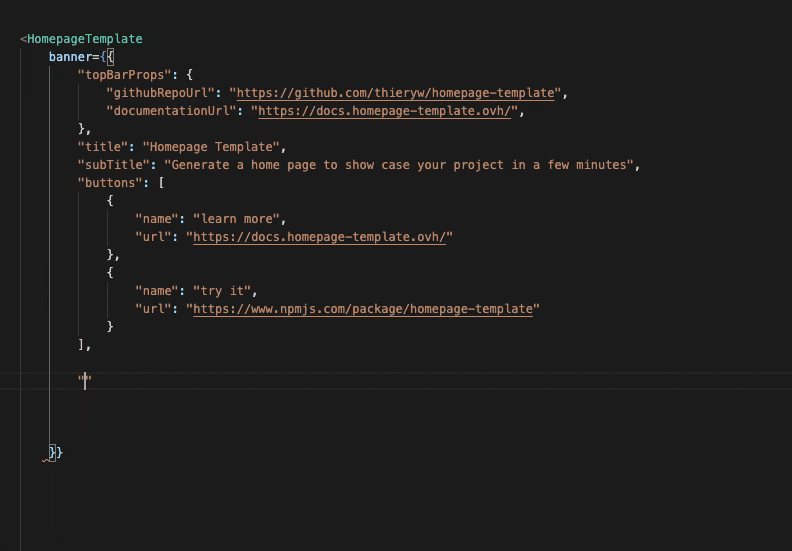 <HomepageTemplate
banner={{
"topBarProps": {
"githubRepoUrl": "https://github.com/thieryw/homepage-template",
"documentationUrl": "https://docs.homepage-template.ovh/",
},
"title": "Homepage Template",
"subTitle": "Generate a home page to show case your project in a few minutes",
"buttons": [
{
"name": "learn more",
"url": "https://docs.homepage-template.ovh/"
},
{
"name": "try it",
"url": "https://www.npmjs.com/package/homepage-template"
}
],
""
}}